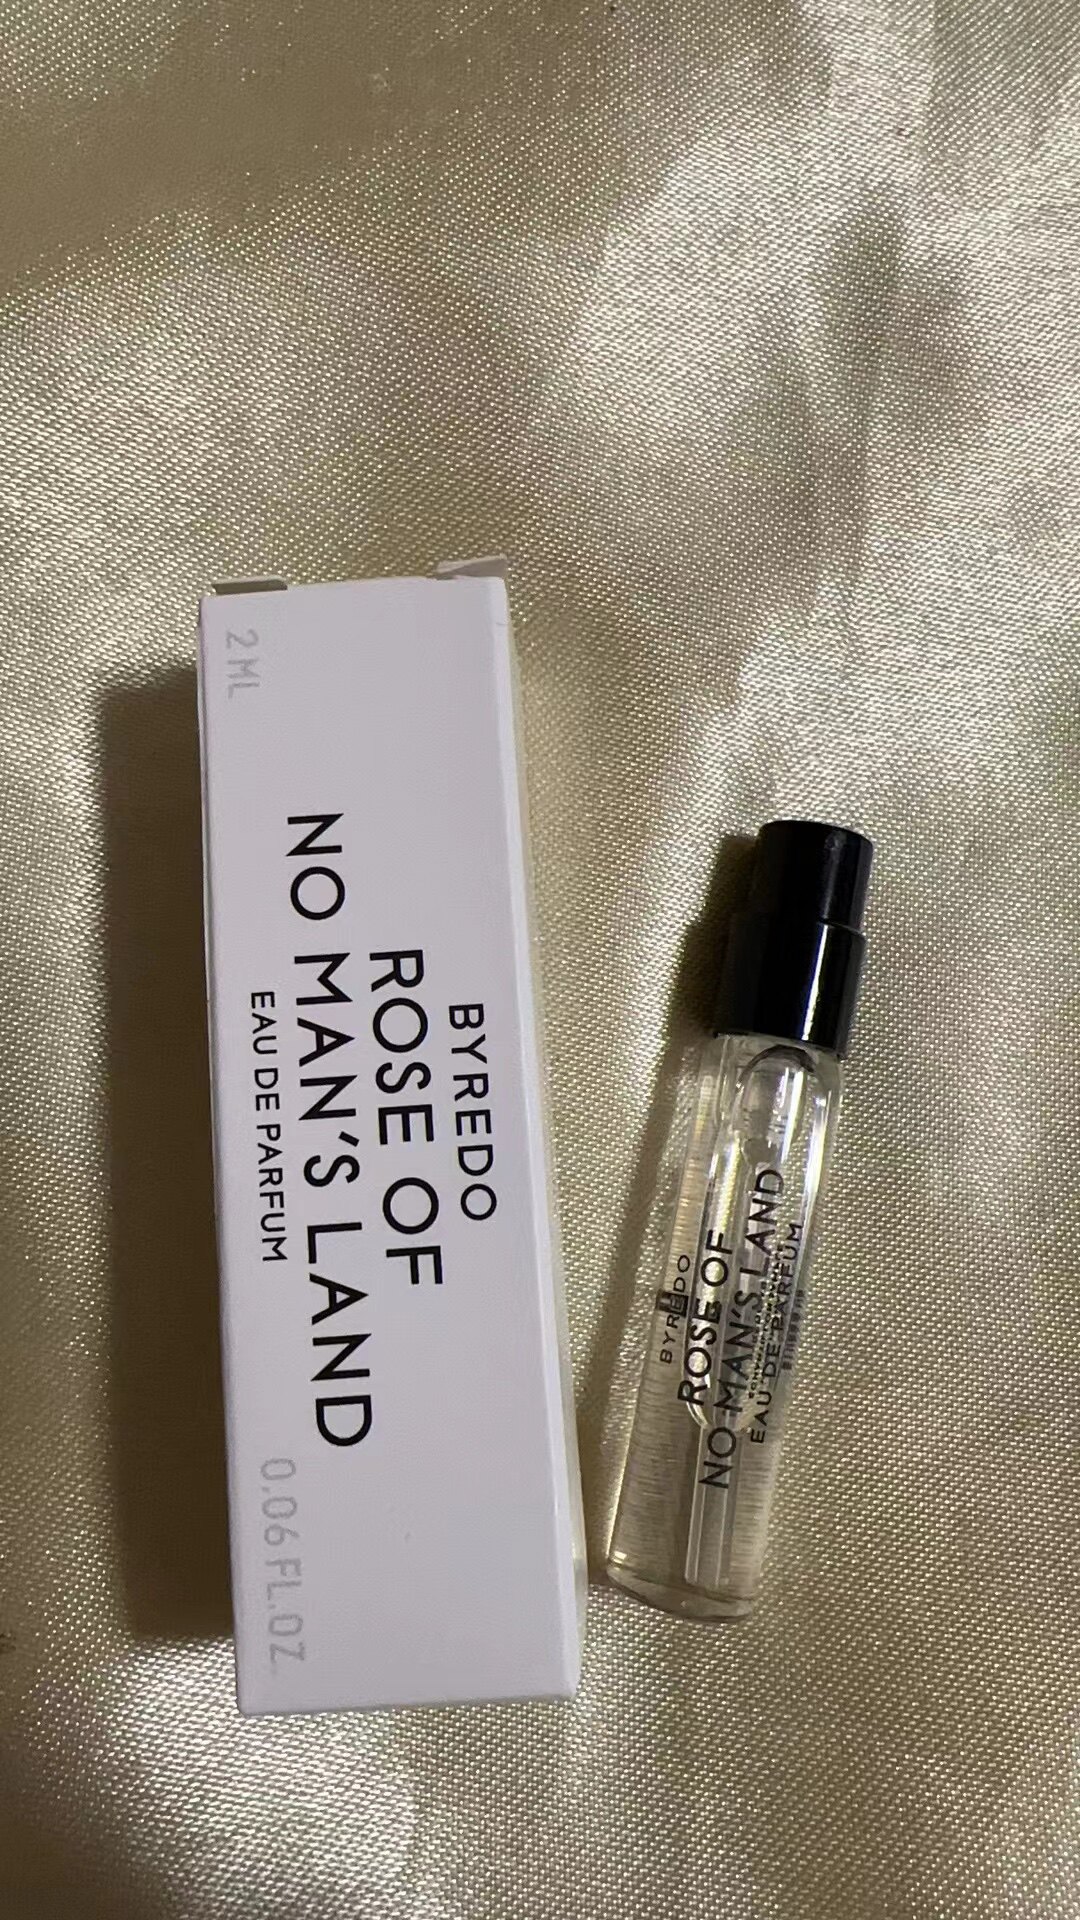 2 ML
BYREDO
ROSE OF
NO MAN'S LAND
EAU DE PARFUM
0.06 FL.OZ
BYREDO
ROSE OF
NO MAN'S LAND
EAU DE PARFUM